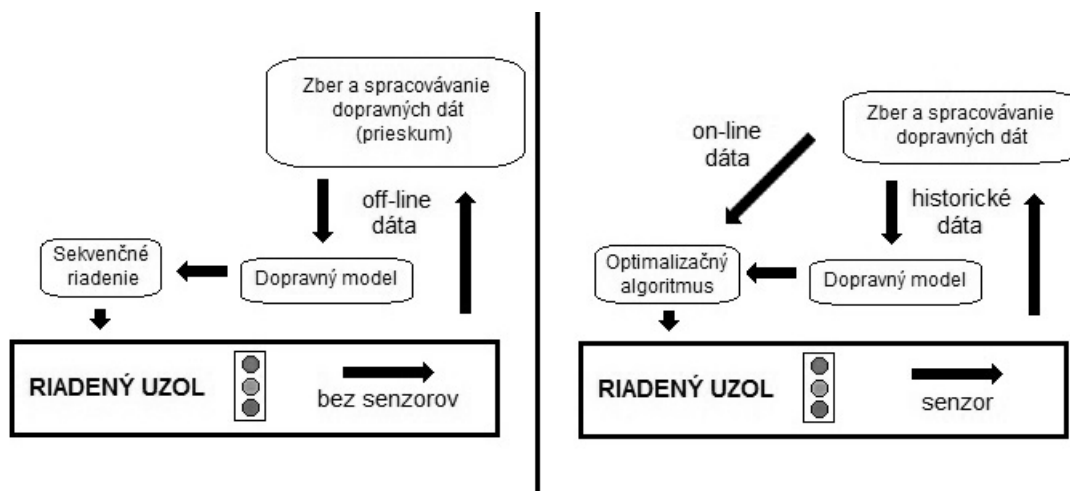 Zber a spracovávanie
dopravných dát
(prieskum)
off-line
dáta
Sekvenčné
riadenie
Dopravný model
RIADENÝ UZOL
bez senzorov
Zber a spracovávanie
dopravných dát
on-line
dáta
historické
dáta
Optimalizačný
algoritmus
Dopravný model
RIADENÝ UZOL
senzor